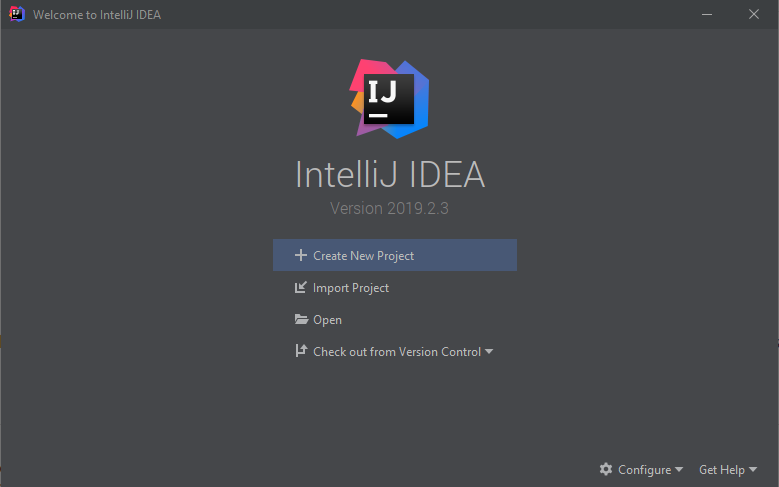 Welcome to IntelliJ IDEA
IJ
IntelliJ IDEA
Version 2019.2.3
Create New Project
Import Project
Open
Check out from Version Control
Configure
Get Help